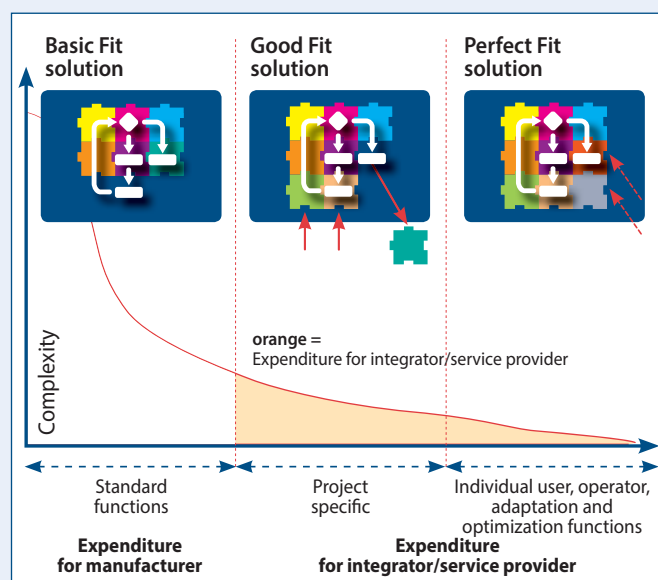 Basic Fit
solution
Good Fit
solution
Perfect Fit
solution
Complexity
orange =
Expenditure for integrator/service provider
Standard
functions
Project
specific
Individual user, operator,
adaptation and
optimization functions
Expenditure
for manufacturer
Expenditure
for integrator/service provider